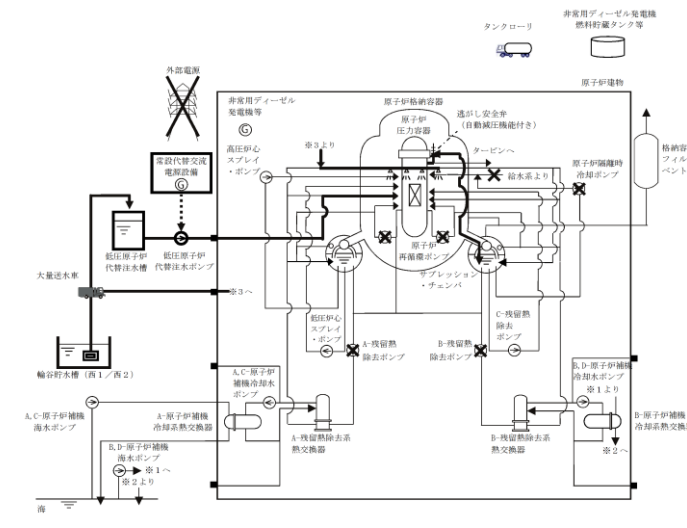 タンクローリ
非常用ディーゼル発電機
燃料貯蔵タンク等
外部電源
原子炉建物
非常用ディーゼル
発電機等
G
原子炉格納容器
原子炉
圧力容器
逃がし安全弁
(自動減圧機能付き)
高圧炉心
スプレイ
・ポンプ
※3より
タービンへ
給水系より
原子炉隔離時
冷却ポンプ
格納容
フィル
ベント
常設代替交流
電源設備
G
低圧原子炉
代替注水槽
低圧原子炉
代替注水ポンプ
原子炉
再循環ポンプ
サプレッション
・チェンバ
大量送水車
※3へ
低圧炉心
スプレイ
・ポンプ
A-残留熱
除去ポンプ
B-残留熱
除去ポンプ
C-残留熱
除去
ポンプ
輪谷貯水槽(西1/西2)
A,C-原子炉
補機冷却水
ポンプ
B,D-原子炉補機
冷却水ポンプ
※1より
A,C-原子炉補機
海水ポンプ
A-原子炉補機
冷却系熱交換器
B-原子炉補機
冷却系熱交換
A-残留熱除去系
熱交換器
B-残留熱除去系
熱交換器
※2へ
B,D-原子炉補機
海水ポンプ
※1へ
※2より
海